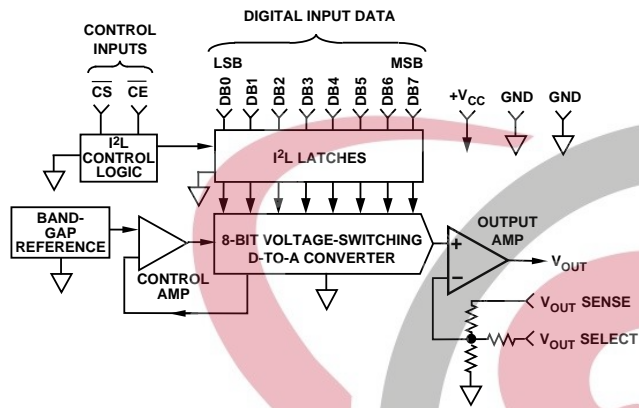 DIGITAL INPUT DATA
CONTROL
INPUTS
CS
CE
LSB
MSB
DB0
DB1
DB2
DB3
DB4
DB5
DB6
DB7
+VCC
GND
GND
I2L
CONTROL
LOGIC
I2L LATCHES
BAND-
GAP
REFERENCE
CONTROL
AMP
8-BIT VOLTAGE-SWITCHING
D-TO-A CONVERTER
OUTPUT
AMP
+
–
VOUT
VOUT SENSE
VOUT SELECT